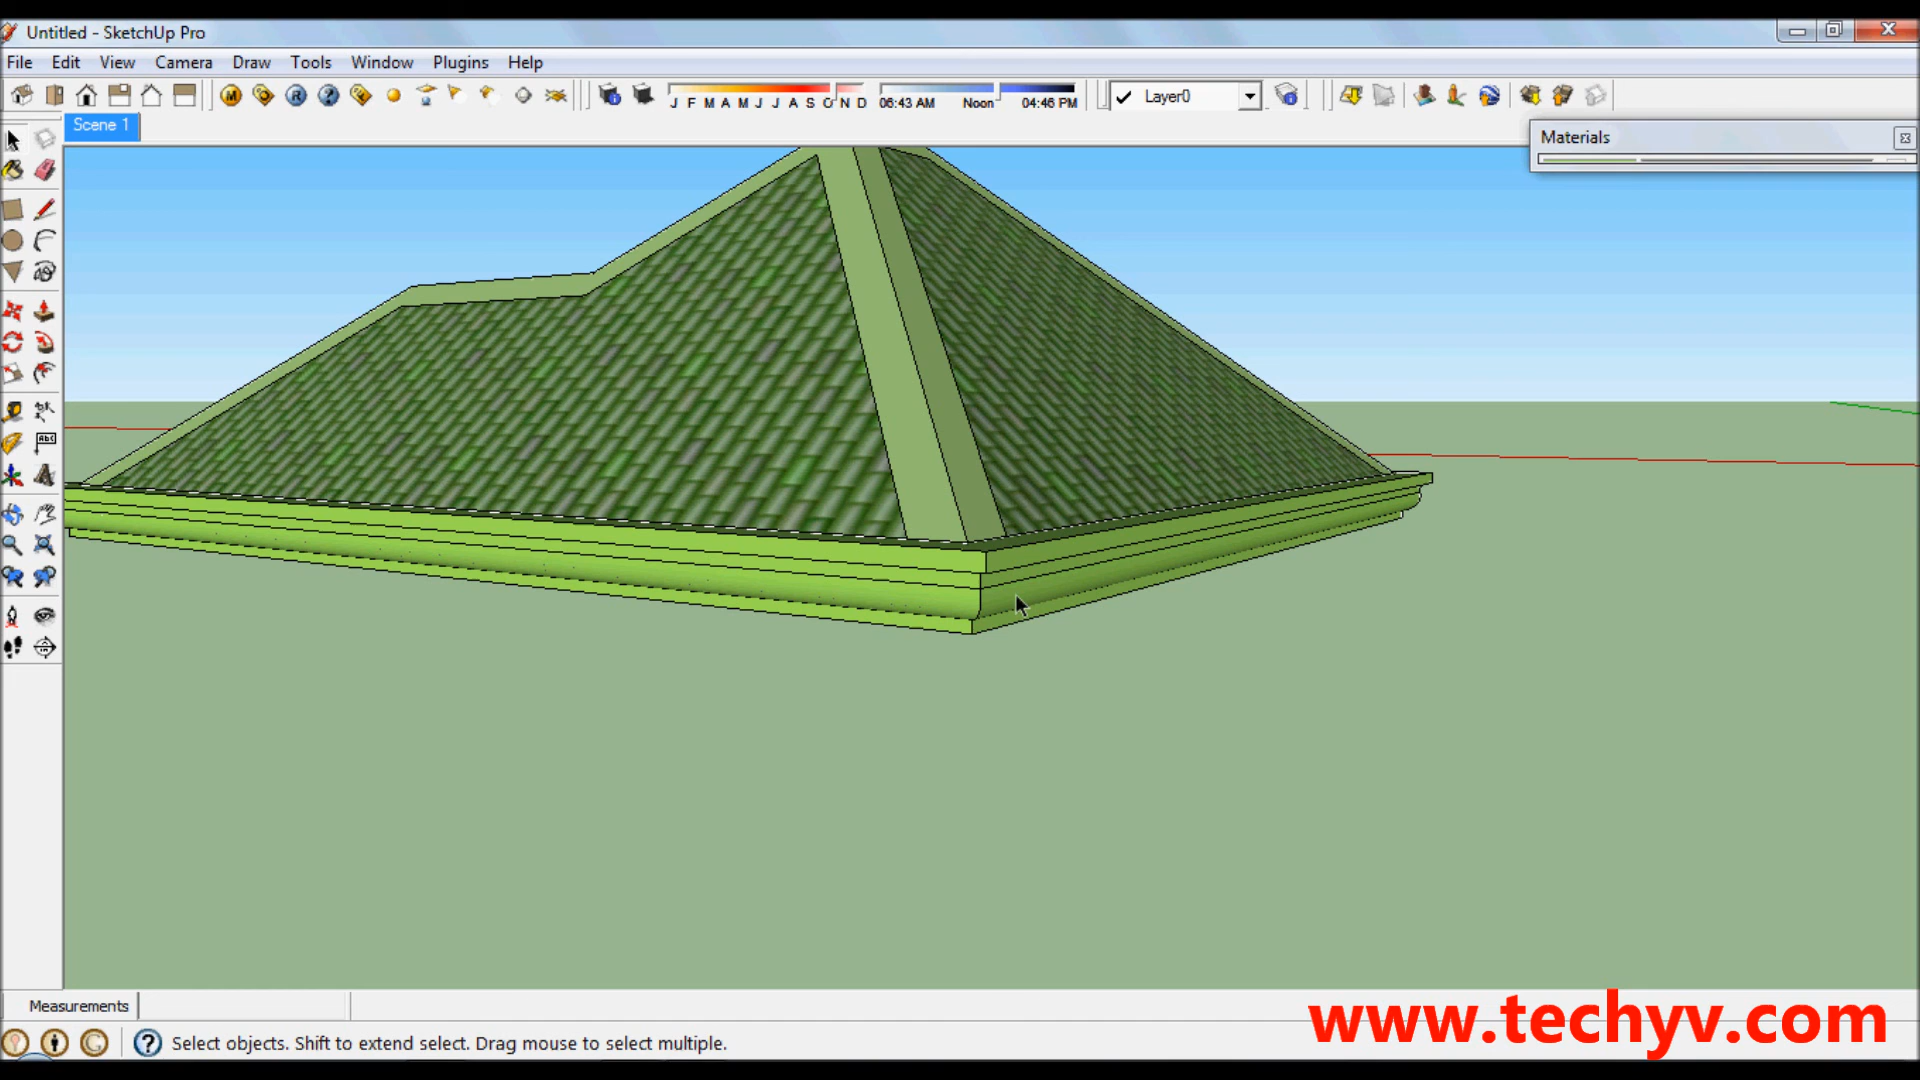 Untitled - SketchUp Pro
File Edit View Camera Draw Tools Window Plugins Help
J F M A M J J A S O N D 06:43 AM Noon 04:46 PM Layer0
Scene 1
Materials
Measurements
Select objects. Shift to extend select. Drag mouse to select multiple.
www.techyv.com